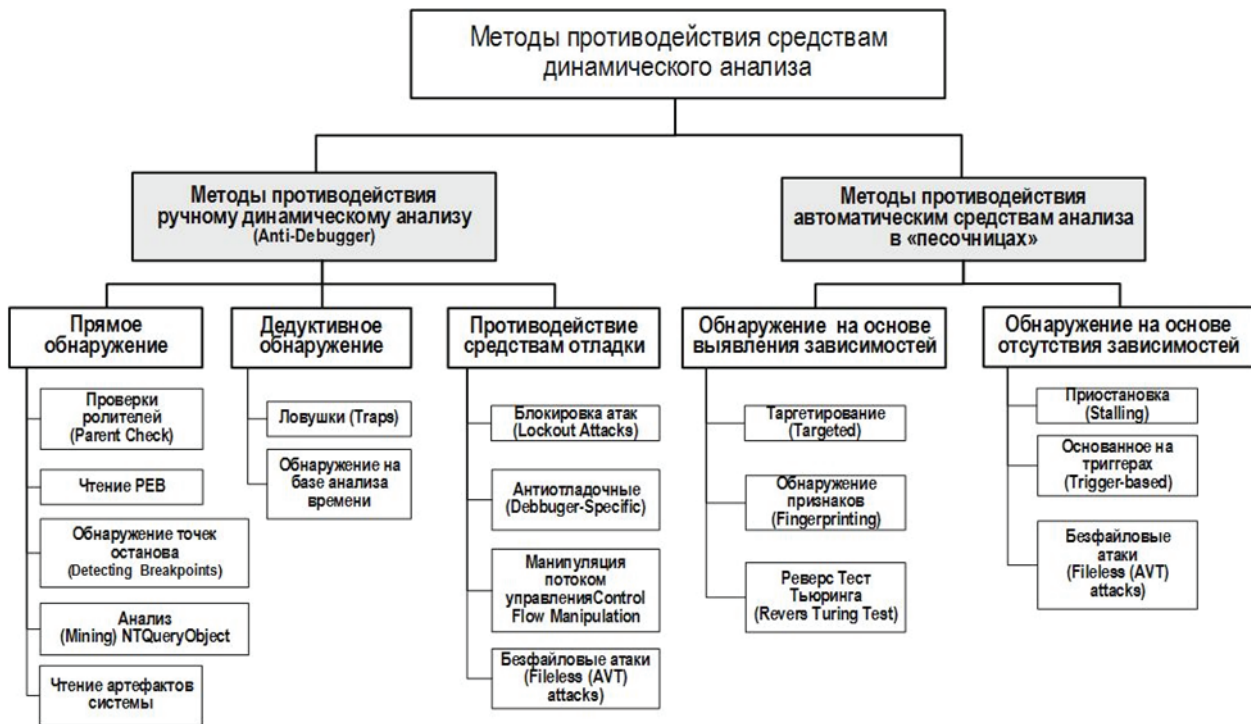 Методы противодействия средствам
динамического анализа
Методы противодействия
ручному динамическому анализу
(Anti-Debugger)
Методы противодействия
автоматическим средствам анализа
в «песочницах»
Прямое
обнаружение
Дедуктивное
обнаружение
Противодействие
средствам отладки
Обнаружение на основе
выявления зависимостей
Обнаружение на основе
отсутствия зависимостей
Проверки
ролителей
(Parent Check)
Чтение PEB
Обнаружение точек
останова
(Detecting Breakpoints)
Анализ
(Mining) NTQueryObject
Чтение артефактов
системы
Ловушки (Traps)
Обнаружение на
базе анализа
времени
Блокировка атак
(Lockout Attacks)
Антиотладочные
(Debbuger-Specific)
Манипуляция
потоком
управленияControl
Flow Manipulation
Безфайловые атаки
(Fileless (AVT)
attacks)
Таргетирование
(Targeted)
Обнаружение
признаков
(Fingerprinting)
Реверс Тест
Тьюринга
(Revers Turing Test)
Приостановка
(Stalling)
Основанное на
триггерах
(Trigger-based)
Безфайловые
атаки
(Fileless (AVT)
attacks)